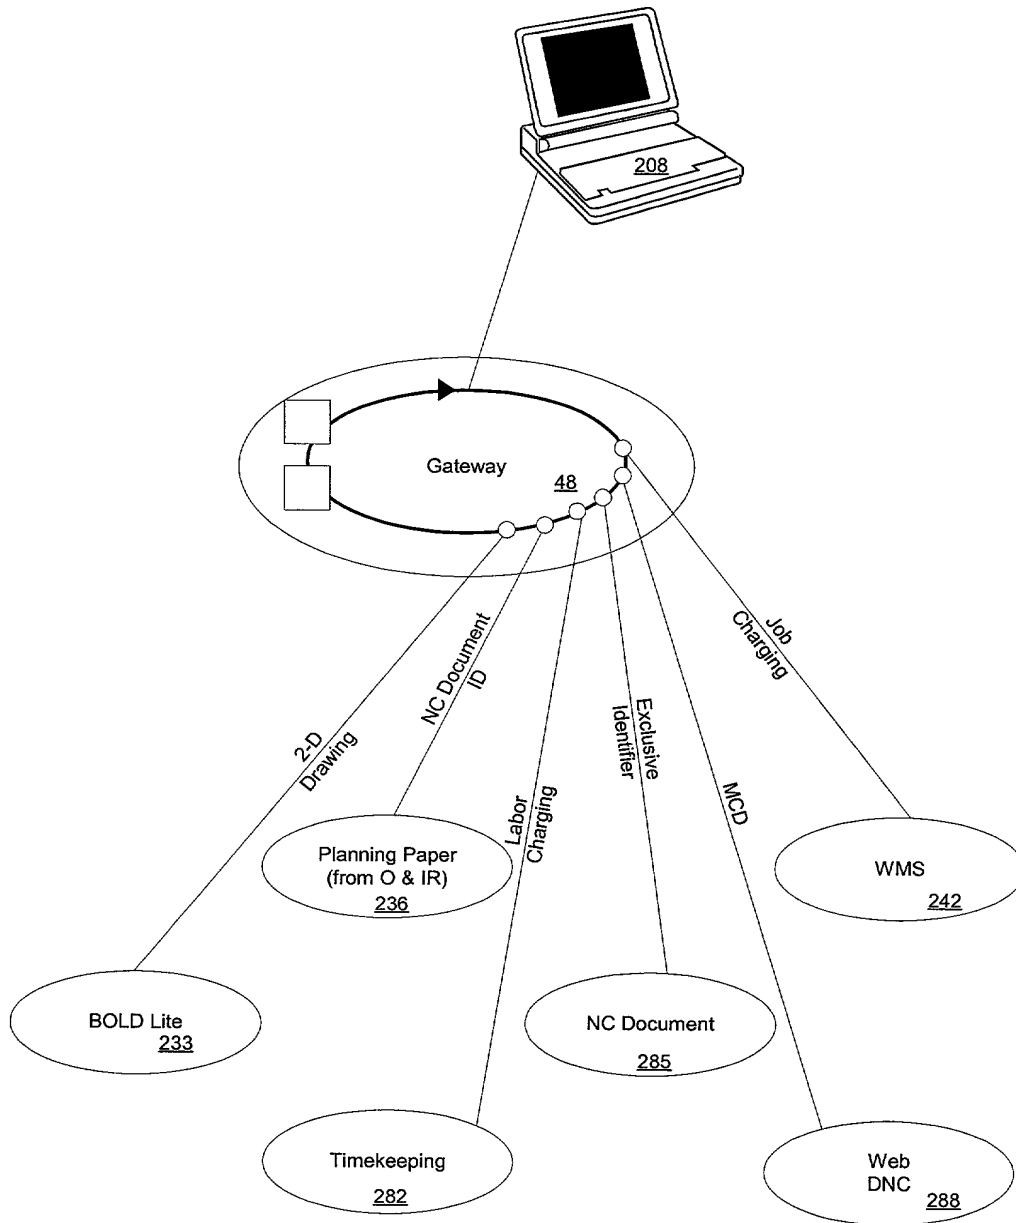 208
Gateway
48
2-D
Drawing
NC Document
ID
Labor
Charging
Exclusive
Identifier
MCD
Job
Charging
Planning Paper
(from O & IR)
236
WMS
242
BOLD Lite
233
NC Document
285
Timekeeping
282
Web
DNC
288